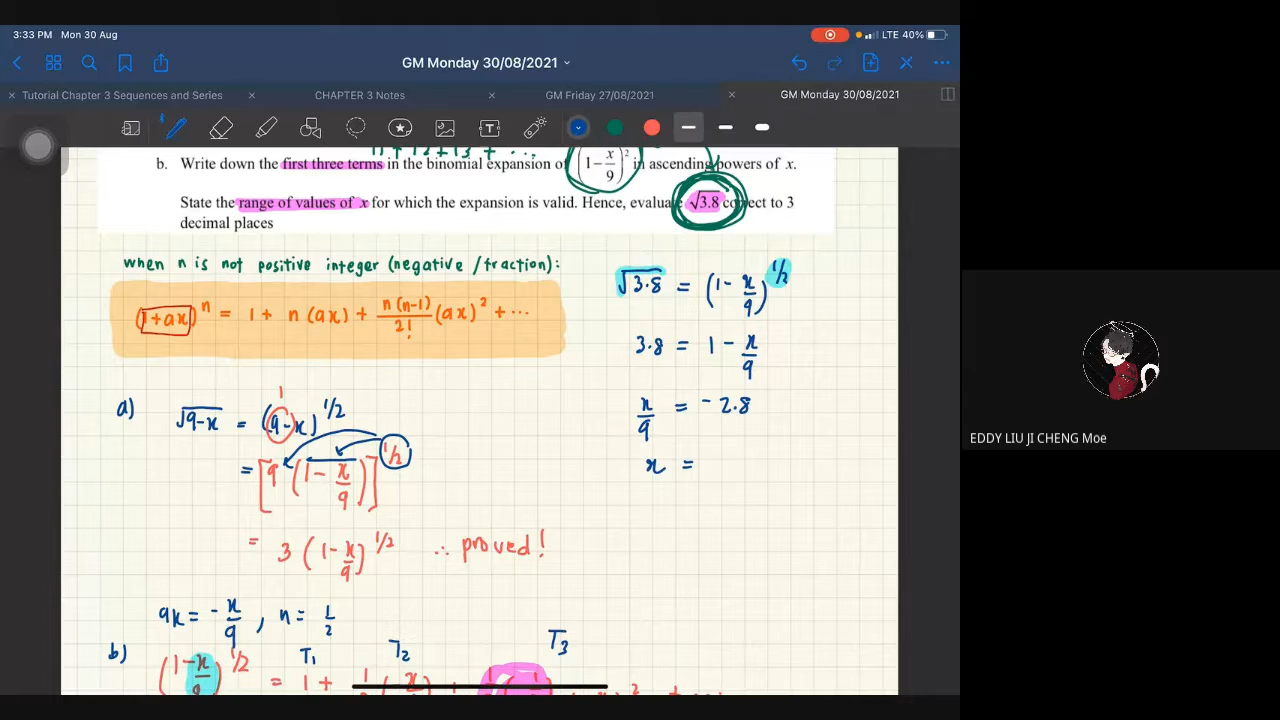 3:33 PM Mon 30 Aug
LTE 40%
GM Monday 30/08/2021
Tutorial Chapter 3 Sequences and Series
CHAPTER 3 Notes
GM Friday 27/08/2021
GM Monday 30/08/2021
b. Write down the first three terms in the binomial expansion of (1 - x/9)^2 in ascending powers of x.
State the range of values of x for which the expansion is valid. Hence, evaluate √3.8 correct to 3
decimal places
when n is not positive integer (negative / fraction):
(1+ax)^n = 1 + n(ax) + n(n-1)/2! (ax)^2 + ...
a) √9-x = (9-x)^1/2
1
= [9(1 - x/9)]^1/2
= 3(1 - x/9)^1/2 ∴ proved!
ax = - x/9, n = 1/2
b) T1 T2 T3
(1 - x/9)^1/2 = 1 +
√3.8 = (1 - x/9)^1/2
3.8 = 1 - x/9
x/9 = -2.8
x =
EDDY LIU JI CHENG Moe